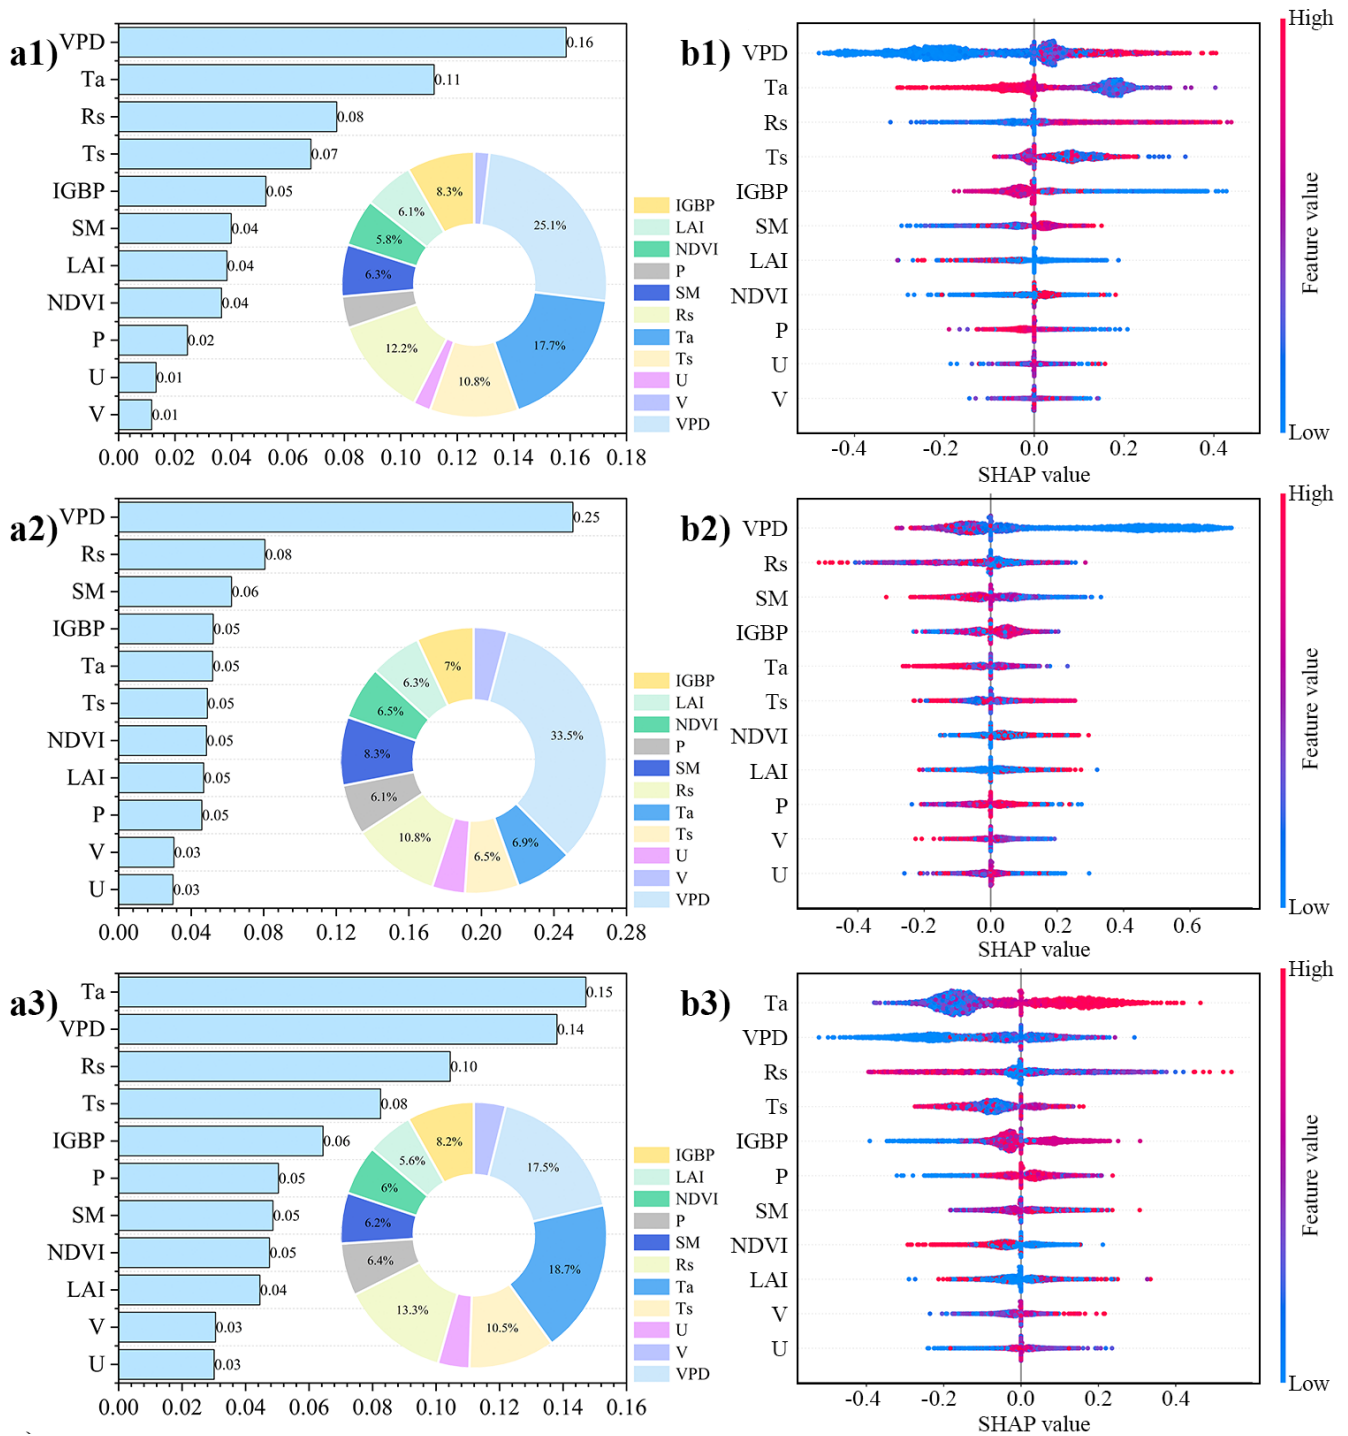 a1)
VPD
0.16
Ta
0.11
Rs
0.08
Ts
0.07
IGBP
0.05
SM
0.04
LAI
0.04
NDVI
0.04
P
0.02
U
0.01
V
0.01
0.00 0.02 0.04 0.06 0.08 0.10 0.12 0.14 0.16 0.18
8.3%
6.1%
5.8%
6.3%
12.2%
10.8%
17.7%
25.1%
IGBP
LAI
NDVI
P
SM
Rs
Ta
Ts
U
V
VPD
b1)
VPD
Ta
Rs
Ts
IGBP
SM
LAI
NDVI
P
U
V
-0.4 -0.2 0.0 0.2 0.4
SHAP value
High
Feature value
Low
a2)
VPD
0.25
Rs
0.08
SM
0.06
IGBP
0.05
Ta
0.05
Ts
0.05
NDVI
0.05
LAI
0.05
P
0.05
V
0.03
U
0.03
0.00 0.04 0.08 0.12 0.16 0.20 0.24 0.28
7%
6.3%
6.5%
8.3%
6.1%
10.8%
6.5%
6.9%
33.5%
IGBP
LAI
NDVI
P
SM
Rs
Ta
Ts
U
V
VPD
b2)
VPD
Rs
SM
IGBP
Ta
Ts
NDVI
LAI
P
V
U
-0.4 -0.2 0.0 0.2 0.4 0.6
SHAP value
High
Feature value
Low
a3)
Ta
0.15
VPD
0.14
Rs
0.10
Ts
0.08
IGBP
0.06
P
0.05
SM
0.05
NDVI
0.05
LAI
0.04
V
0.03
U
0.03
0.00 0.02 0.04 0.06 0.08 0.10 0.12 0.14 0.16
8.2%
5.6%
6%
6.2%
6.4%
13.3%
10.5%
18.7%
17.5%
IGBP
LAI
NDVI
P
SM
Rs
Ta
Ts
U
V
VPD
b3)
Ta
VPD
Rs
Ts
IGBP
P
SM
NDVI
LAI
V
U
-0.4 -0.2 0.0 0.2 0.4
SHAP value
High
Feature value
Low